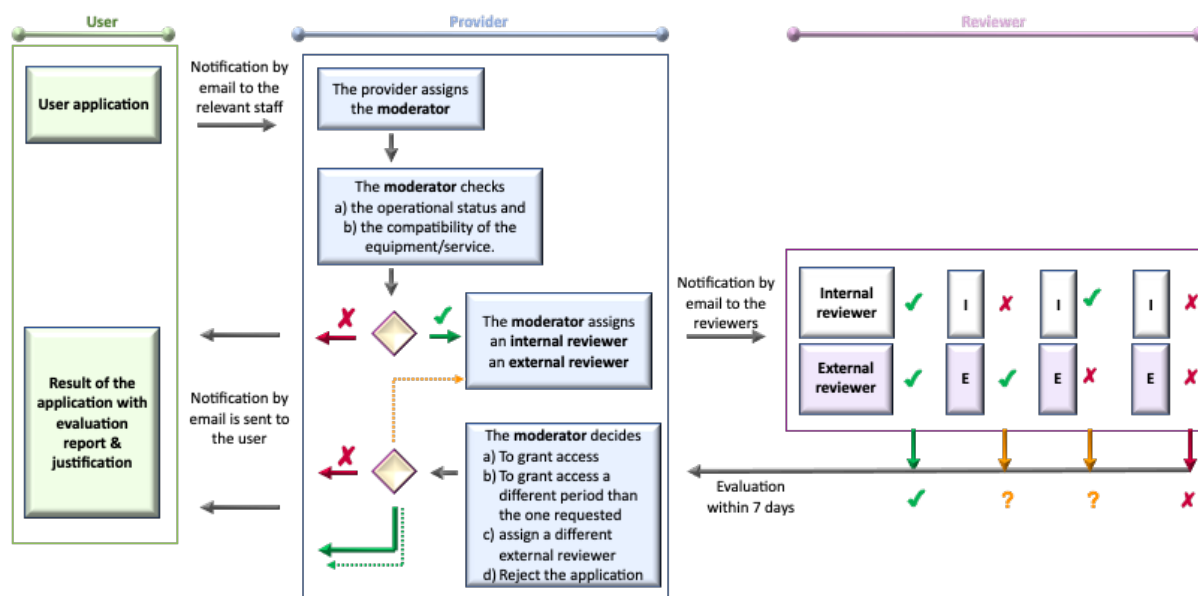 User
Provider
Reviewer
User application
Notification by
email to the
relevant staff
The provider assigns
the moderator
The moderator checks
a) the operational status and
b) the compatibility of the
equipment/service.
Notification by
email to the
reviewers
The moderator assigns
an internal reviewer
an external reviewer
Internal
reviewer
I
I
I
External
reviewer
E
E
E
Result of the
application with
evaluation
report &
justification
Notification by
email is sent to
the user
The moderator decides
a) To grant access
b) To grant access a
different period than
the one requested
c) assign a different
external reviewer
d) Reject the application
Evaluation
within 7 days
? ?